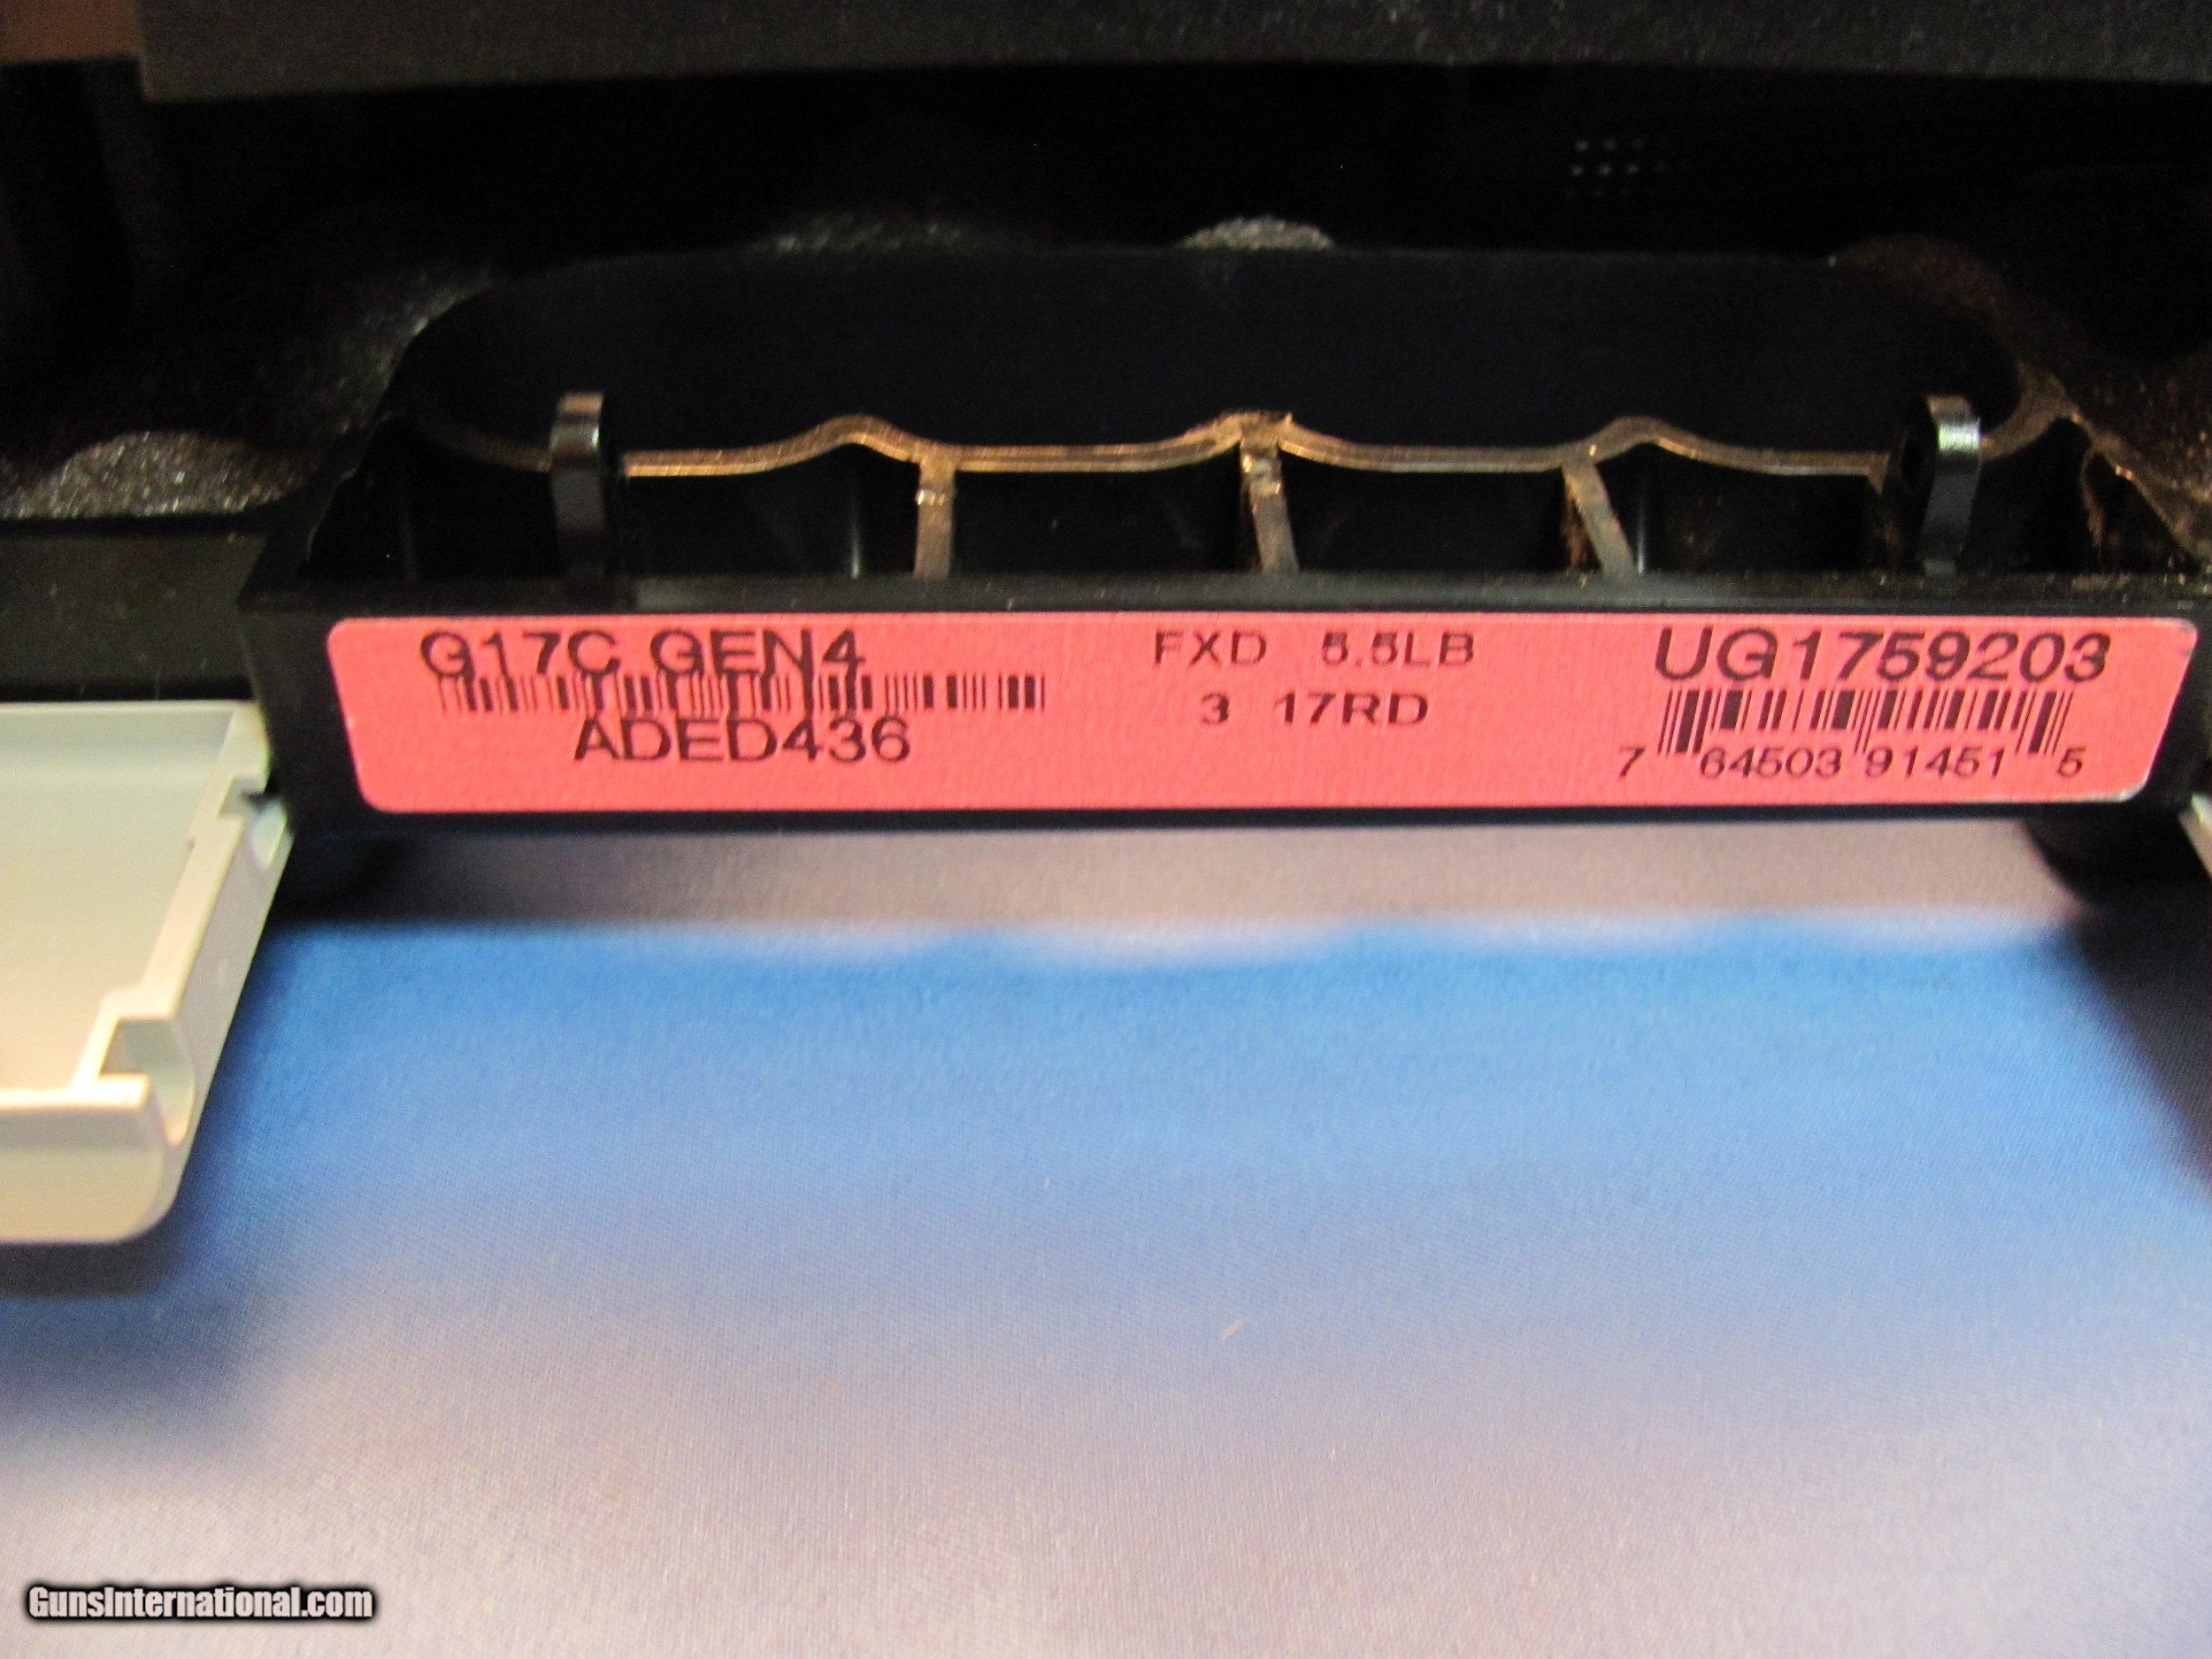 G17C GEN4
ADED436
FXD 5.5LB
3 17RD
UG1759203
7 64503 91451 5
GunsInternational.com